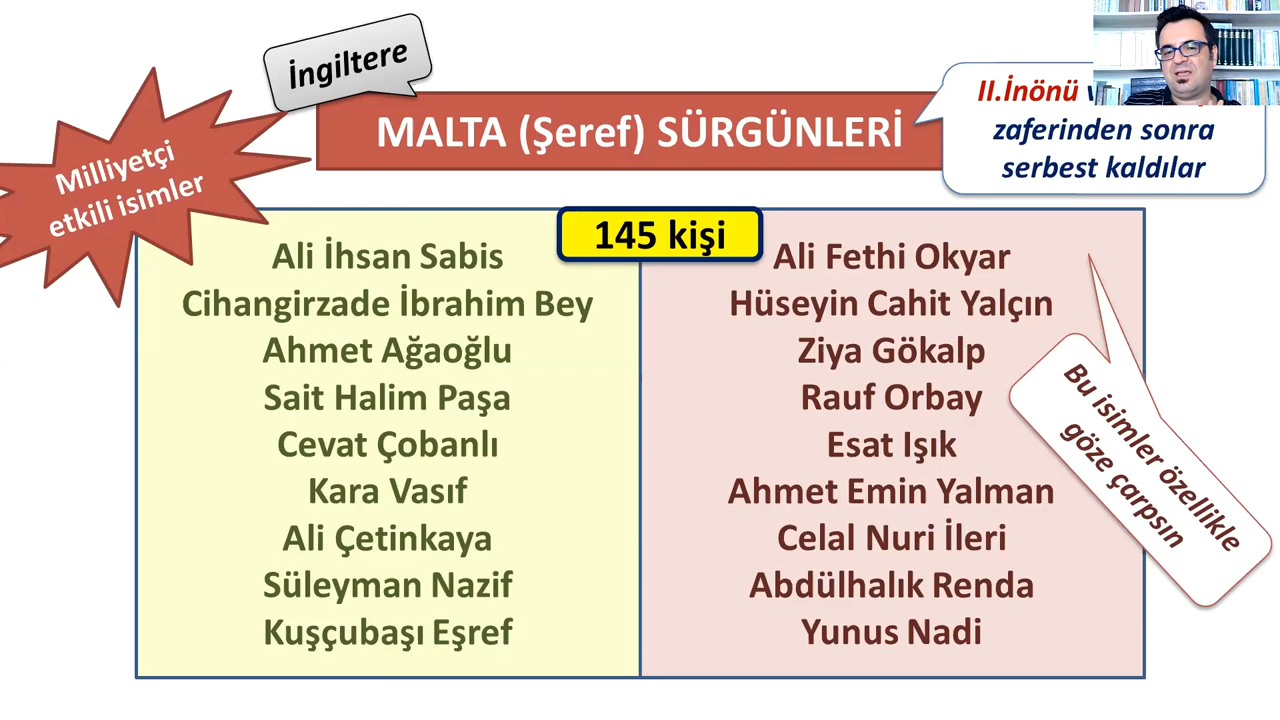 İngiltere
Milliyetçi
etkili isimler
MALTA (Şeref) SÜRGÜNLERİ
II.İnönü
zaferinden sonra
serbest kaldılar
145 kişi
Ali İhsan Sabis
Cihangirzade İbrahim Bey
Ahmet Ağaoğlu
Sait Halim Paşa
Cevat Çobanlı
Kara Vasıf
Ali Çetinkaya
Süleyman Nazif
Kuşçubaşı Eşref
Ali Fethi Okyar
Hüseyin Cahit Yalçın
Ziya Gökalp
Rauf Orbay
Esat Işık
Ahmet Emin Yalman
Celal Nuri İleri
Abdülhalık Renda
Yunus Nadi
Bu isimler özellikle
göze çarpsın